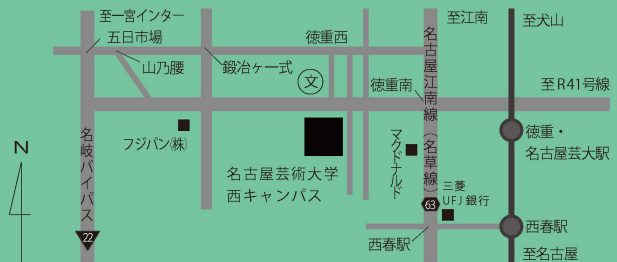 至一宮インター
五日市場
山乃腰
鍛冶ヶ一式
徳重西
至江南
至犬山
文
徳重南
至R41号線
名古屋江南線(名草線)
名岐バイパス
22
フジパン㈱
名古屋芸術大学
西キャンパス
マクドナルド
徳重・
名古屋芸大駅
63
三菱
UFJ銀行
西春駅
西春駅
至名古屋
N